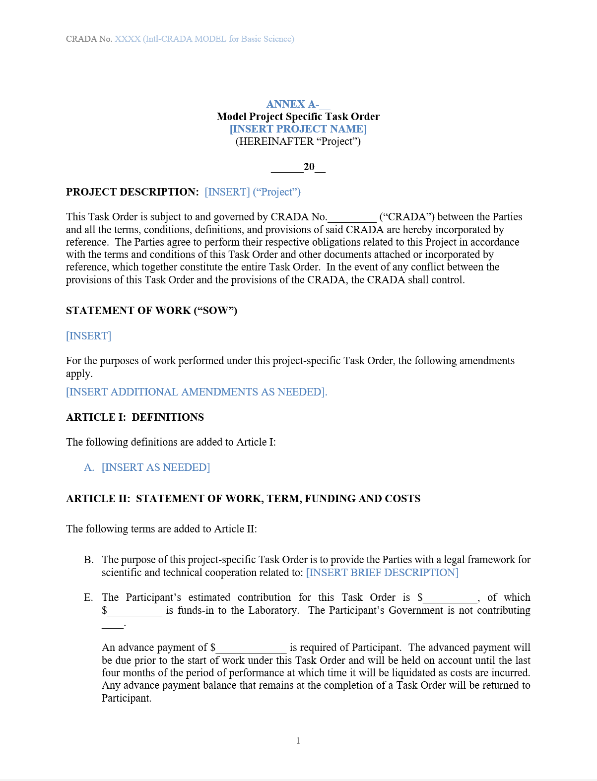 CRADA No. XXXX (Intl-CRADA MODEL for Basic Science)
ANNEX A-__
Model Project Specific Task Order
[INSERT PROJECT NAME]
(HEREINAFTER “Project”)
______20__
PROJECT DESCRIPTION: [INSERT] (“Project”)
This Task Order is subject to and governed by CRADA No._________ (“CRADA”) between the Parties
and all the terms, conditions, definitions, and provisions of said CRADA are hereby incorporated by
reference. The Parties agree to perform their respective obligations related to this Project in accordance
with the terms and conditions of this Task Order and other documents attached or incorporated by
reference, which together constitute the entire Task Order. In the event of any conflict between the
provisions of this Task Order and the provisions of the CRADA, the CRADA shall control.
STATEMENT OF WORK (“SOW”)
[INSERT]
For the purposes of work performed under this project-specific Task Order, the following amendments
apply.
[INSERT ADDITIONAL AMENDMENTS AS NEEDED].
ARTICLE I: DEFINITIONS
The following definitions are added to Article I:
A. [INSERT AS NEEDED]
ARTICLE II: STATEMENT OF WORK, TERM, FUNDING AND COSTS
The following terms are added to Article II:
B. The purpose of this project-specific Task Order is to provide the Parties with a legal framework for
scientific and technical cooperation related to: [INSERT BRIEF DESCRIPTION]
E. The Participant’s estimated contribution for this Task Order is $__________, of which
$__________ is funds-in to the Laboratory. The Participant’s Government is not contributing
____.
An advance payment of $_____________ is required of Participant. The advanced payment will
be due prior to the start of work under this Task Order and will be held on account until the last
four months of the period of performance at which time it will be liquidated as costs are incurred.
Any advance payment balance that remains at the completion of a Task Order will be returned to
Participant.
1